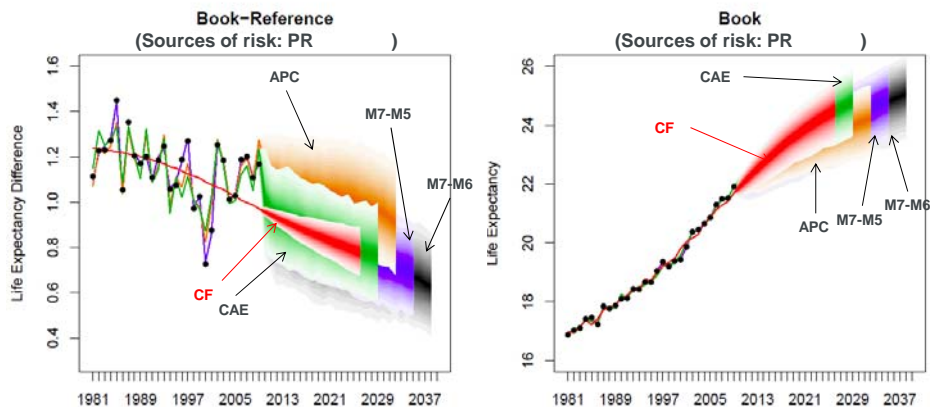 Book−Reference
(Sources of risk: PR )
Life Expectancy Difference
1.6
1.4
1.2
1.0
0.8
0.6
0.4
APC
M7-M5
M7-M6
CF
CAE
1981 1989 1997 2005 2013 2021 2029 2037
Book
(Sources of risk: PR )
Life Expectancy
26
24
22
20
18
16
CAE
CF
APC
M7-M5
M7-M6
1981 1989 1997 2005 2013 2021 2029 2037